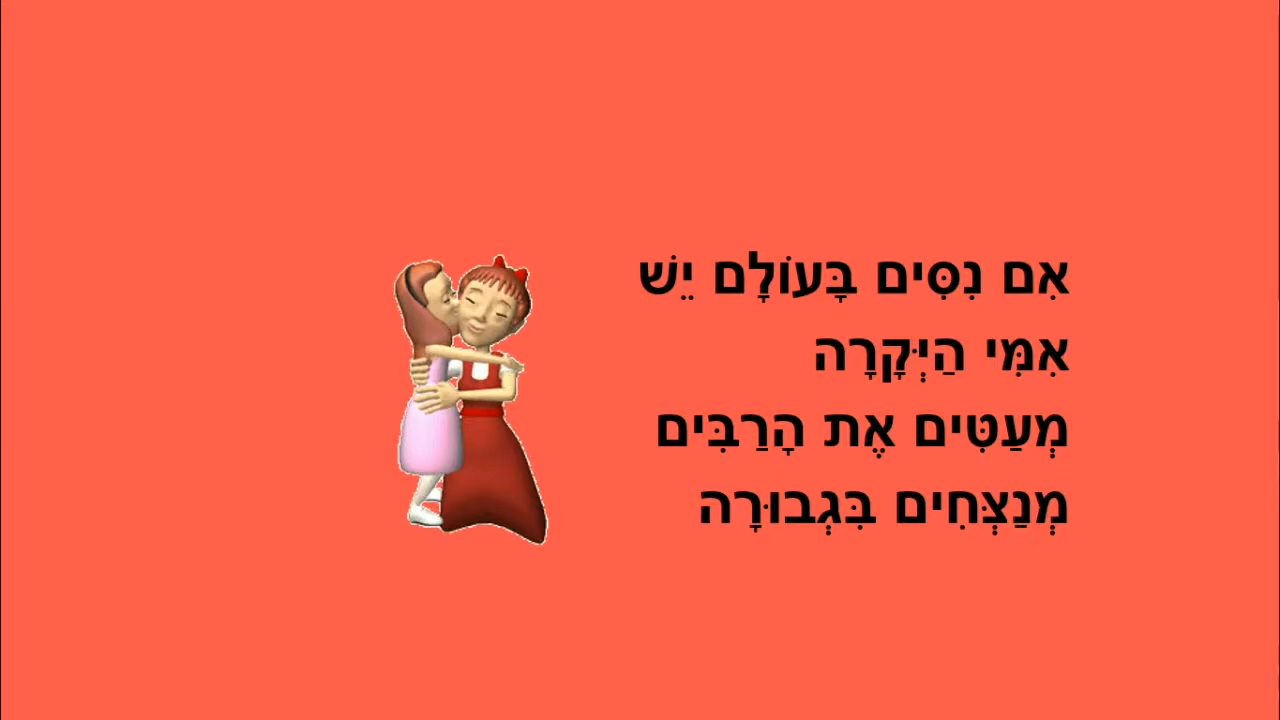 אִם נִסִּים בָּעוֹלָם יֵשׁ
אִמִּי הַיְּקָרָה
מְעַטִּים אֶת הָרַבִּים
מְנַצְּחִים בִּגְבוּרָה